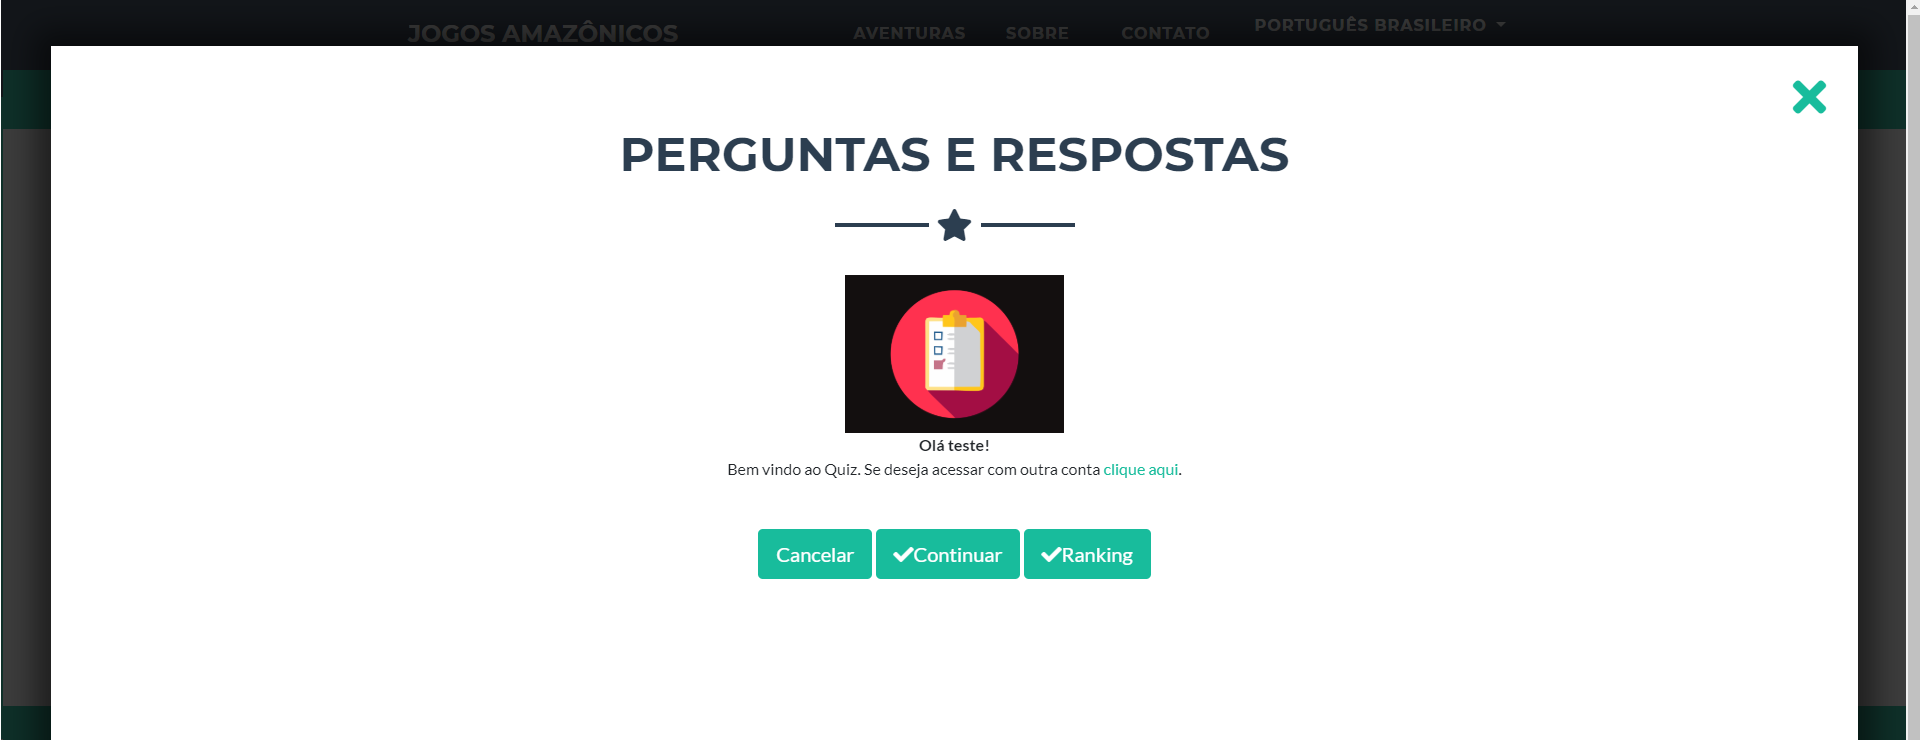 JOGOS AMAZÔNICOS
AVENTURAS SOBRE CONTATO PORTUGUÊS BRASILEIRO
PERGUNTAS E RESPOSTAS
Olá teste!
Bem vindo ao Quiz. Se deseja acessar com outra conta clique aqui.
Cancelar Continuar Ranking